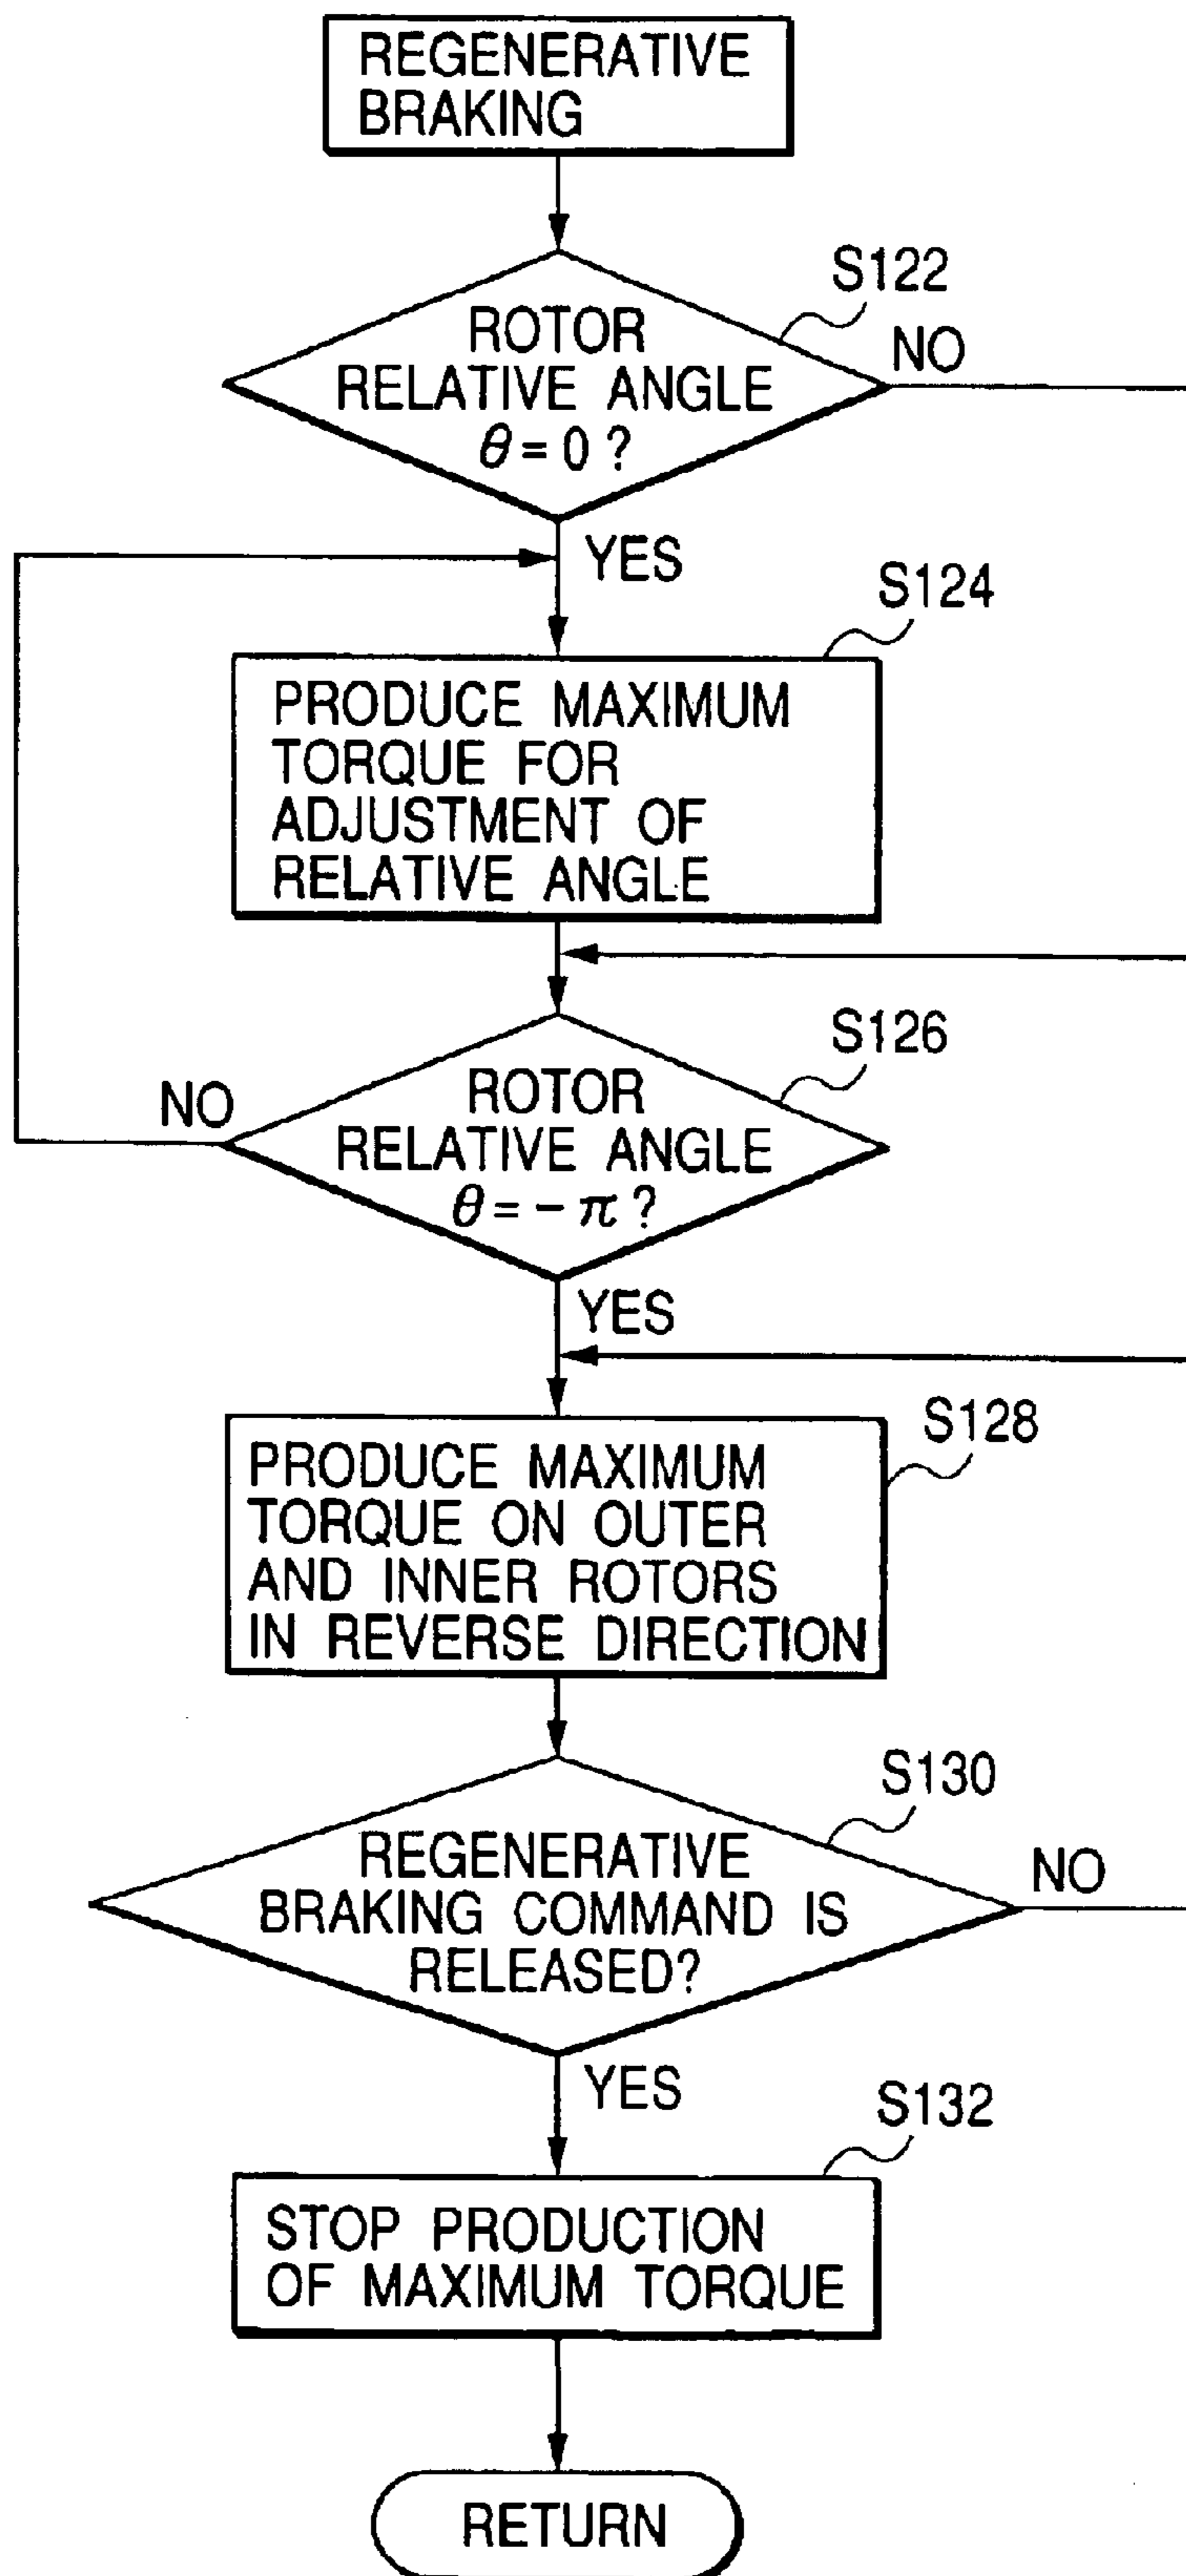 REGENERATIVE
BRAKING
S122
ROTOR
RELATIVE ANGLE
θ = 0 ?
NO
YES
S124
PRODUCE MAXIMUM
TORQUE FOR
ADJUSTMENT OF
RELATIVE ANGLE
S126
ROTOR
RELATIVE ANGLE
θ = - π ?
NO
YES
S128
PRODUCE MAXIMUM
TORQUE ON OUTER
AND INNER ROTORS
IN REVERSE DIRECTION
S130
REGENERATIVE
BRAKING COMMAND IS
RELEASED?
NO
YES
S132
STOP PRODUCTION
OF MAXIMUM TORQUE
RETURN